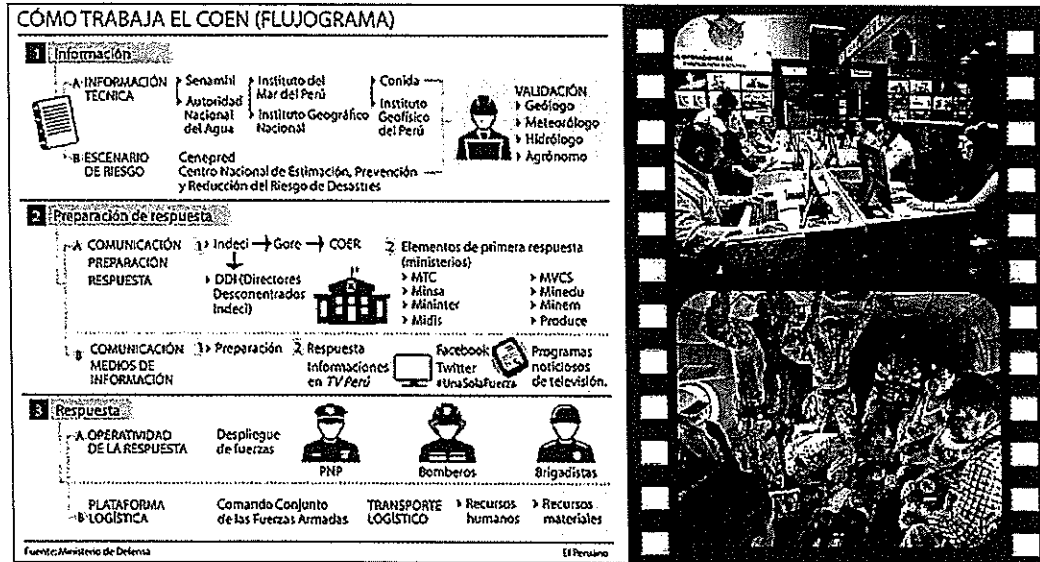 CÓMO TRABAJA EL COEN (FLUJOGRAMA)
1 Información
A INFORMACIÓN TÉCNICA
> Senamhi
> Autoridad Nacional del Agua
> Instituto del Mar del Perú
> Instituto Geográfico Nacional
> Conida
> Instituto Geofísico del Perú
VALIDACIÓN
> Geólogo
> Meteorólogo
> Hidrólogo
> Agrónomo
B ESCENARIO DE RIESGO
Cenepred
Centro Nacional de Estimación, Prevención
y Reducción del Riesgo de Desastres
2 Preparación de respuesta
A COMUNICACIÓN
PREPARACIÓN
RESPUESTA
1 > Indeci → Gore → COER
> DDI (Directores
Desconentrados
Indeci)
2 Elementos de primera respuesta
(ministerios)
> MTC
> Minsa
> Mininter
> Midis
> MVCS
> Minedu
> Minem
> Produce
B COMUNICACIÓN
MEDIOS DE
INFORMACIÓN
1 > Preparación
2 Respuesta
Informaciones
en TV Perú
Facebook
Twitter
#UnaSolaFuerza
Programas
noticiosos
de televisión.
3 Respuesta
A OPERATIVIDAD
DE LA RESPUESTA
Despliegue
de fuerzas
PNP
Bomberos
Brigadistas
B PLATAFORMA
LOGÍSTICA
Comando Conjunto
de las Fuerzas Armadas
TRANSPORTE
LOGÍSTICO
> Recursos
humanos
> Recursos
materiales
Fuente: Ministerio de Defensa
El Peruano